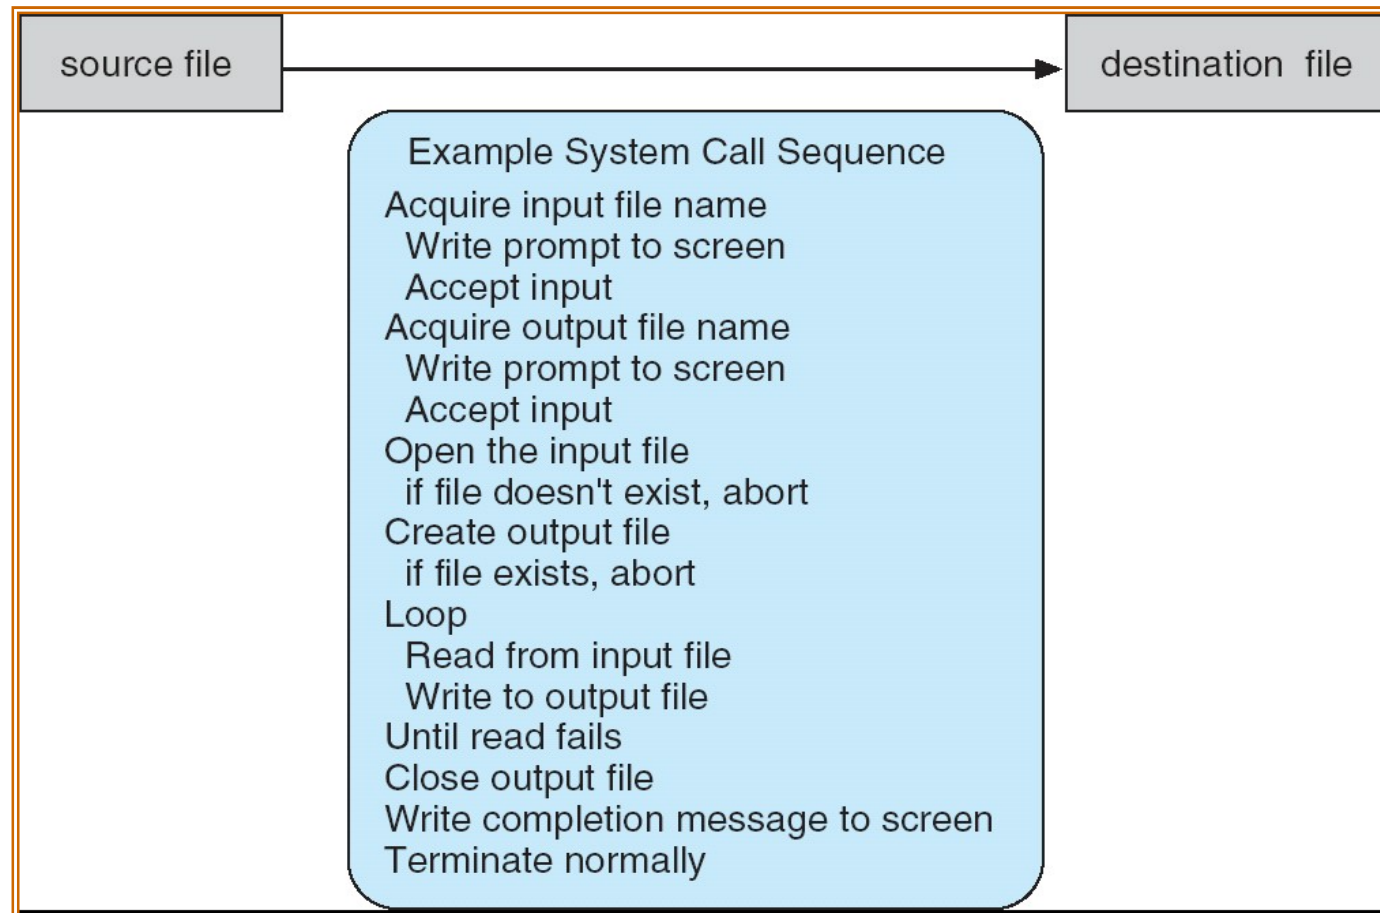 source file
destination file
Example System Call Sequence
Acquire input file name
Write prompt to screen
Accept input
Acquire output file name
Write prompt to screen
Accept input
Open the input file
if file doesn't exist, abort
Create output file
if file exists, abort
Loop
Read from input file
Write to output file
Until read fails
Close output file
Write completion message to screen
Terminate normally